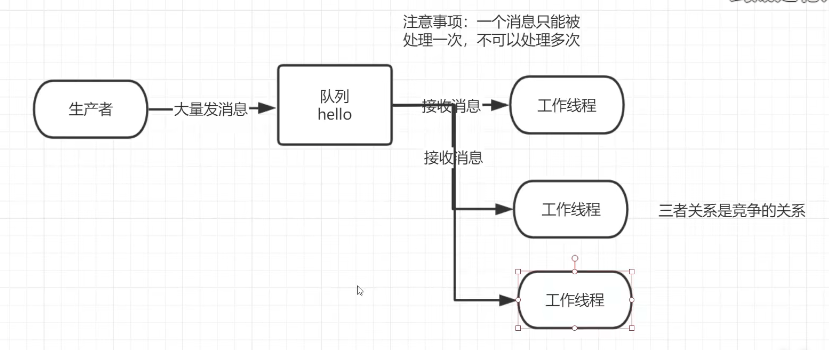 注意事项：一个消息只能被
处理一次，不可以处理多次
生产者
大量发消息
队列
hello
接收消息
工作线程
接收消息
工作线程
三者关系是竞争的关系
工作线程